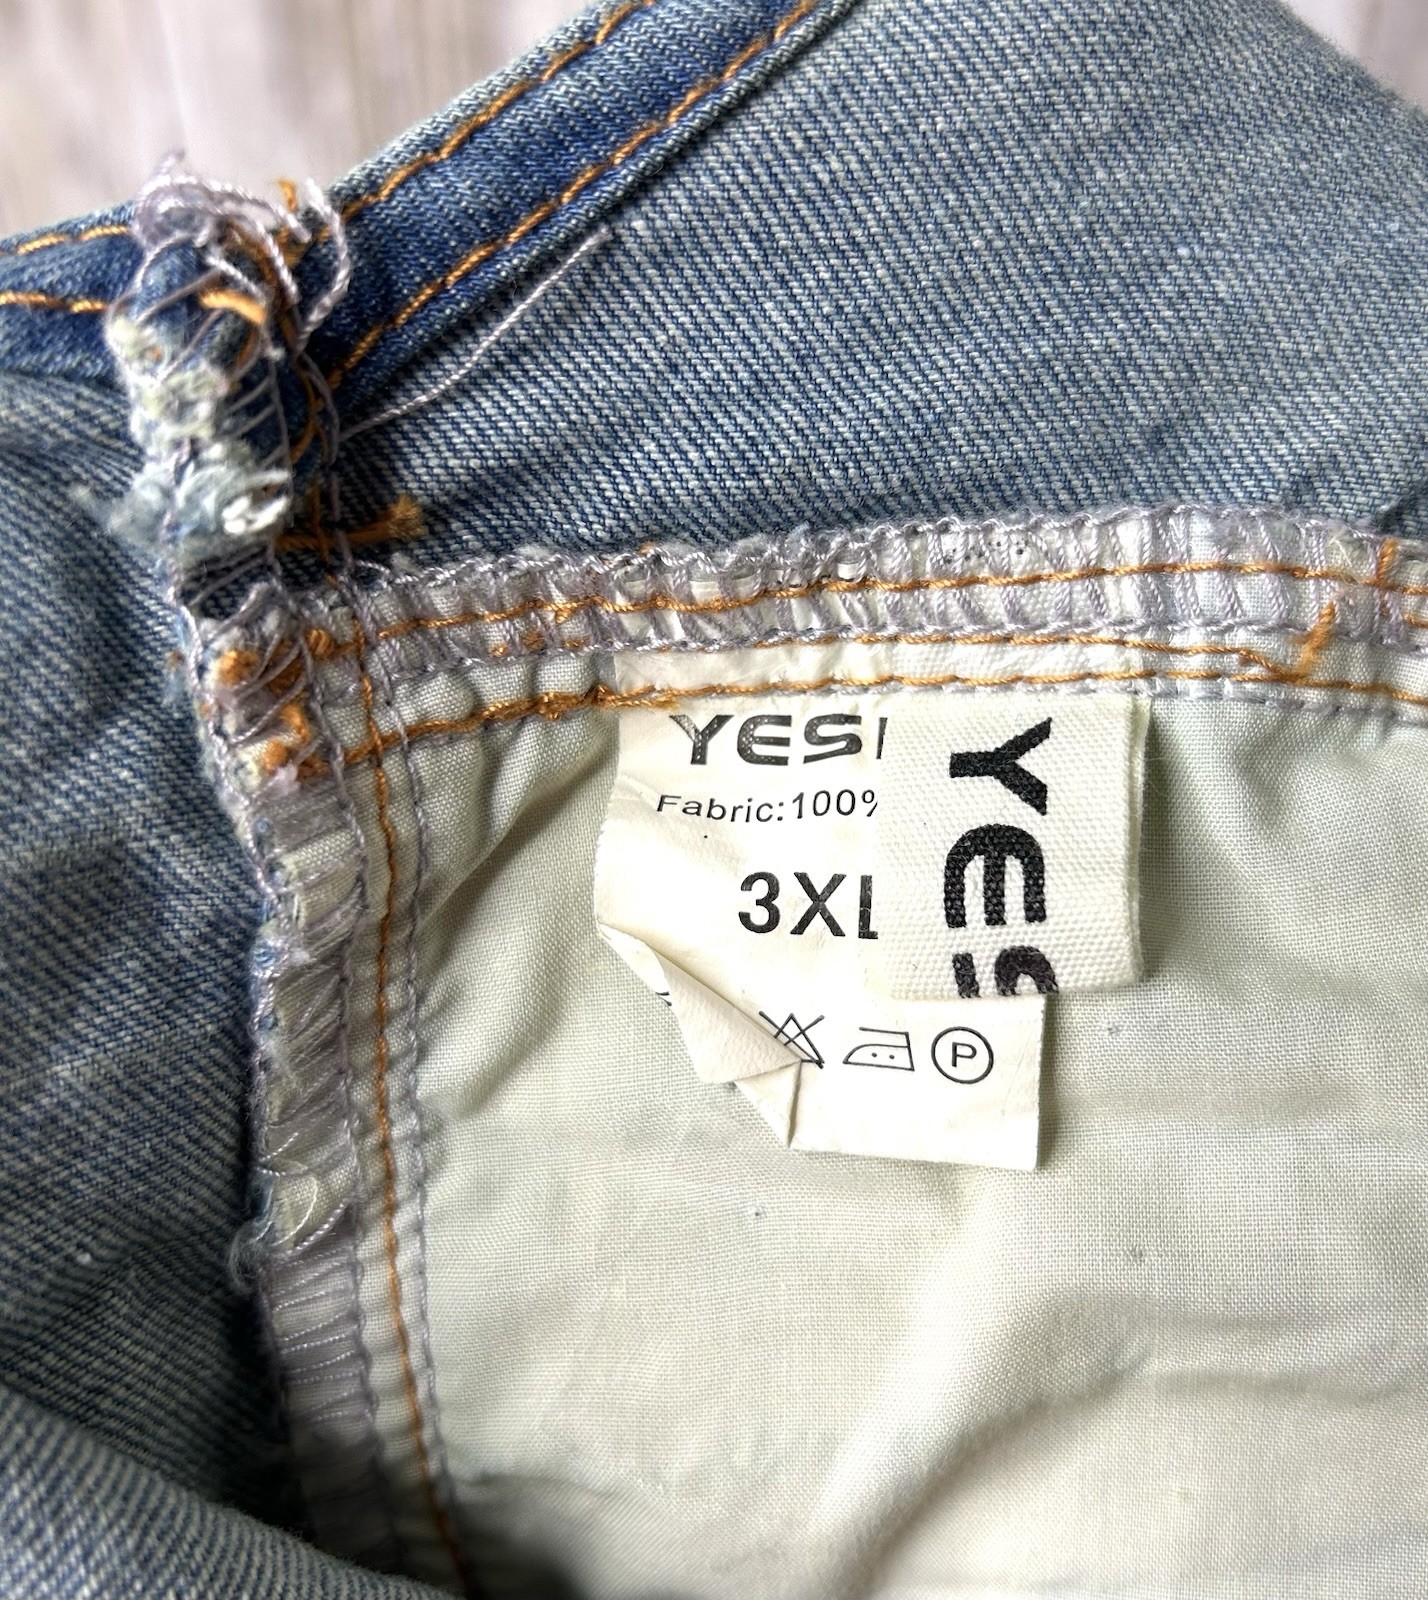 YES!
Fabric:100%
3XL
P
YES